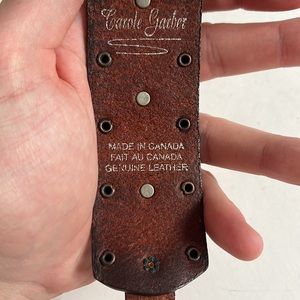 Carole Garber
MADE IN CANADA
FAIT AU CANADA
GENUINE LEATHER